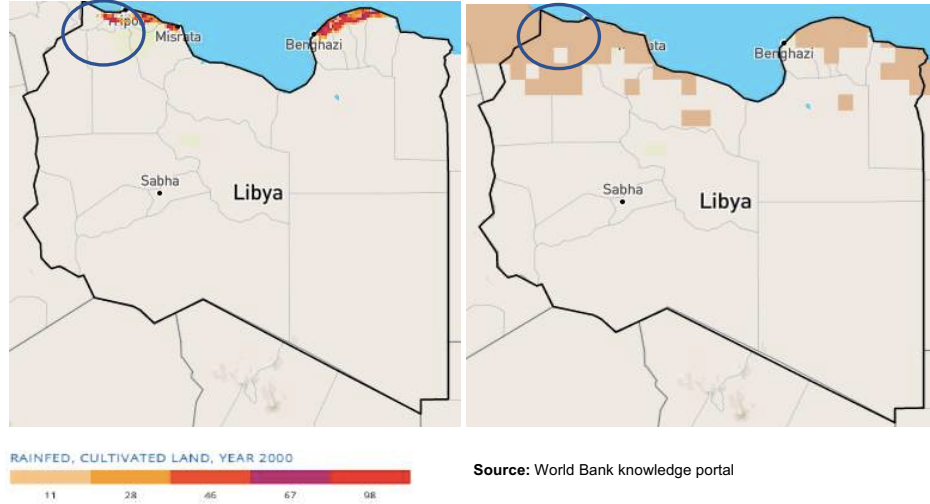 Tripoli
Misrata
Benghazi
Sabha
Libya
Benghazi
Sabha
Libya
RAINFED, CULTIVATED LAND, YEAR 2000
11 28 46 67 98
Source: World Bank knowledge portal